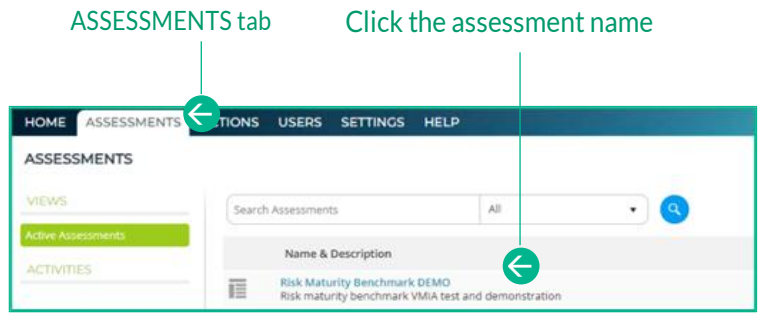 ASSESSMENTS tab
Click the assessment name
HOME ASSESSMENTS TIONS USERS SETTINGS HELP
ASSESSMENTS
VIEWS
Search Assessments All
Active Assessments
Name & Description
ACTIVITIES
Risk Maturity Benchmark DEMO
Risk maturity benchmark VMiA test and demonstration